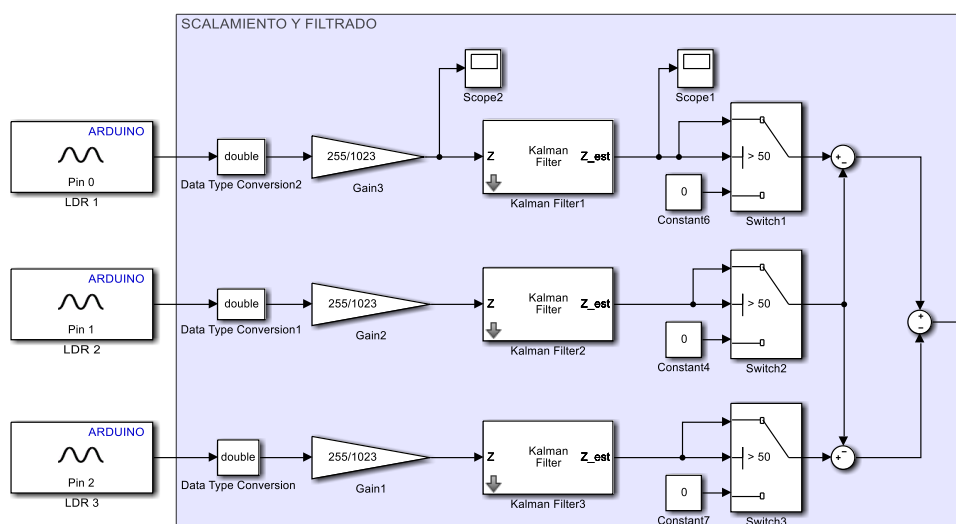 SCALAMIENTO Y FILTRADO
Scope2
Scope1
ARDUINO
Pin 0
LDR 1
double
Data Type Conversion2
255/1023
Gain3
Z
Kalman
Filter
Z_est
Kalman Filter1
0
Constant6
> 50
Switch1
+
−
ARDUINO
Pin 1
LDR 2
double
Data Type Conversion1
255/1023
Gain2
Z
Kalman
Filter
Z_est
Kalman Filter2
0
Constant4
> 50
Switch2
+
−
ARDUINO
Pin 2
LDR 3
double
Data Type Conversion
255/1023
Gain1
Z
Kalman
Filter
Z_est
Kalman Filter3
0
Constant7
> 50
Switch3
+
−